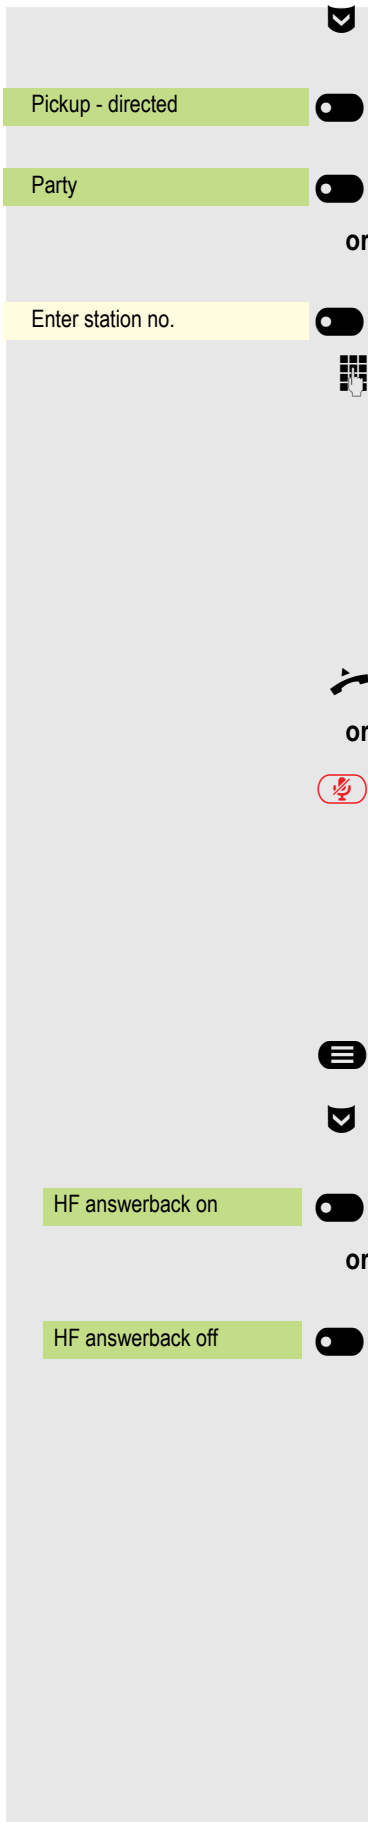 Pickup - directed
Party
or
Enter station no.
or
HF answerback on
or
HF answerback off